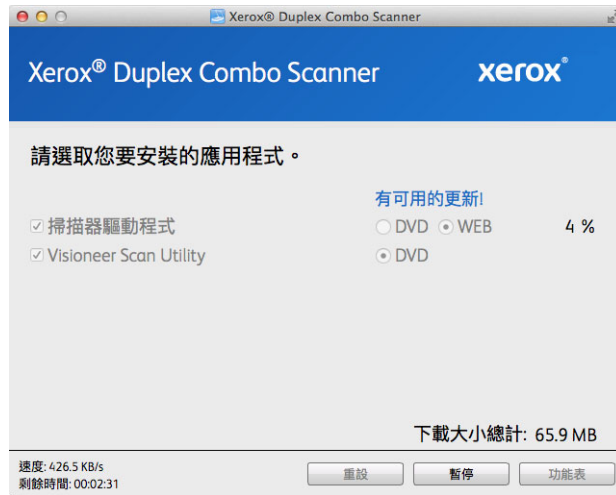 Xerox® Duplex Combo Scanner
Xerox® Duplex Combo Scanner xerox®
請選取您要安裝的應用程式。
有可用的更新!
掃描器驅動程式 DVD WEB 4 %
Visioneer Scan Utility DVD
下載大小總計: 65.9 MB
速度: 426.5 KB/s
剩餘時間: 00:02:31
重設 暫停 功能表